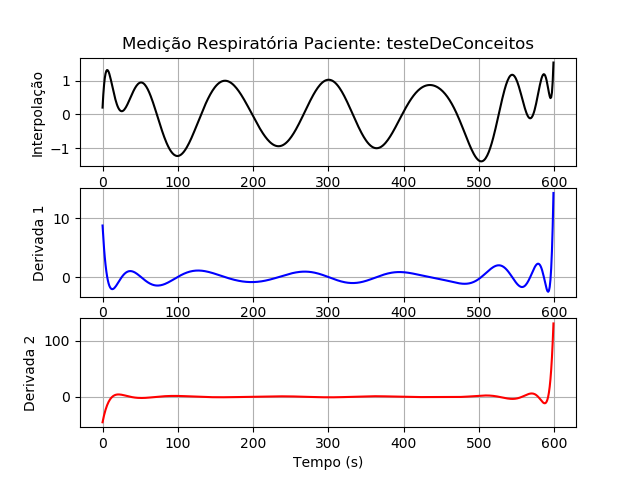 Medição Respiratória Paciente: testeDeConceitos
Interpolação
1
0
−1
0 100 200 300 400 500 600
Derivada 1
10
0
0 100 200 300 400 500 600
Derivada 2
100
0
0 100 200 300 400 500 600
Tempo (s)